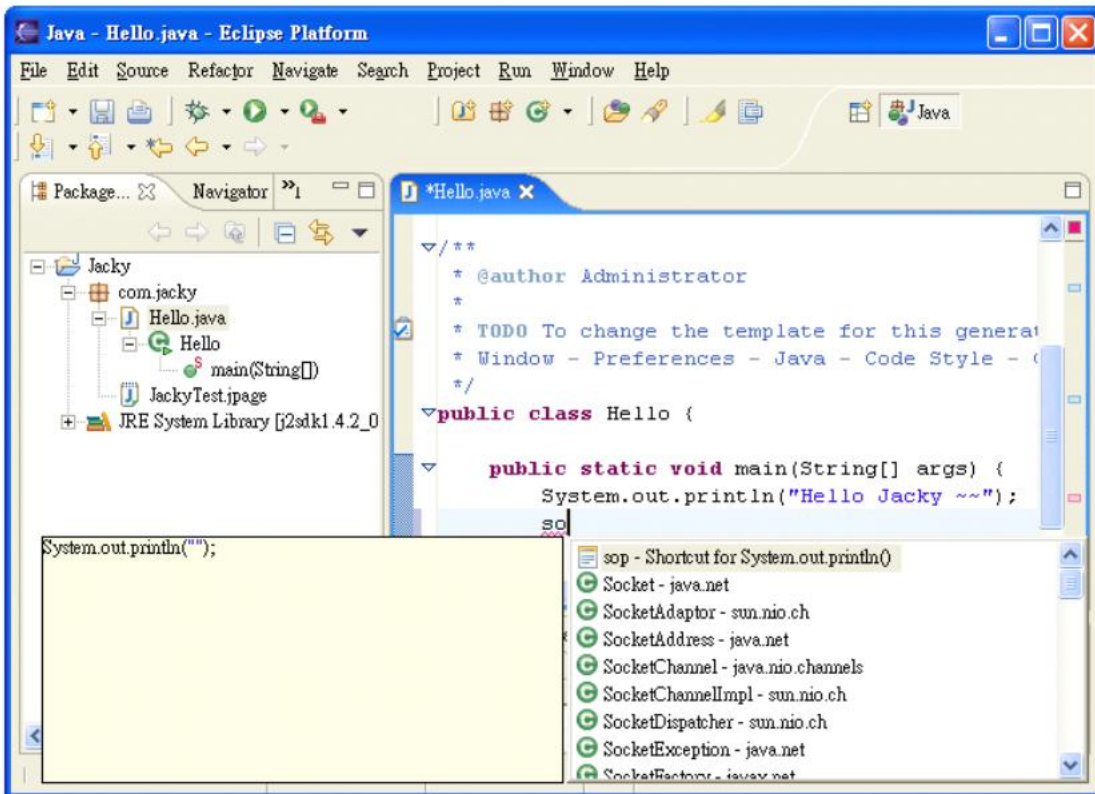 Java - Hello.java - Eclipse Platform
File Edit Source Refactor Navigate Search Project Run Window Help
Java
Package... Navigator »1
*Hello.java
Jacky
com.jacky
Hello.java
Hello
main(String[])
JackyTest.jpage
JRE System Library [j2sdk1.4.2_0
/**
* @author Administrator
*
* TODO To change the template for this generat
* Window - Preferences - Java - Code Style -
*/
public class Hello {
public static void main(String[] args) {
System.out.println("Hello Jacky ~~");
so
System.out.println("");
sop - Shortcut for System.out.println()
Socket - java.net
SocketAdaptor - sun.nio.ch
SocketAddress - java.net
SocketChannel - java.nio.channels
SocketChannelImpl - sun.nio.ch
SocketDispatcher - sun.nio.ch
SocketException - java.net
SocketFactory - javax.net